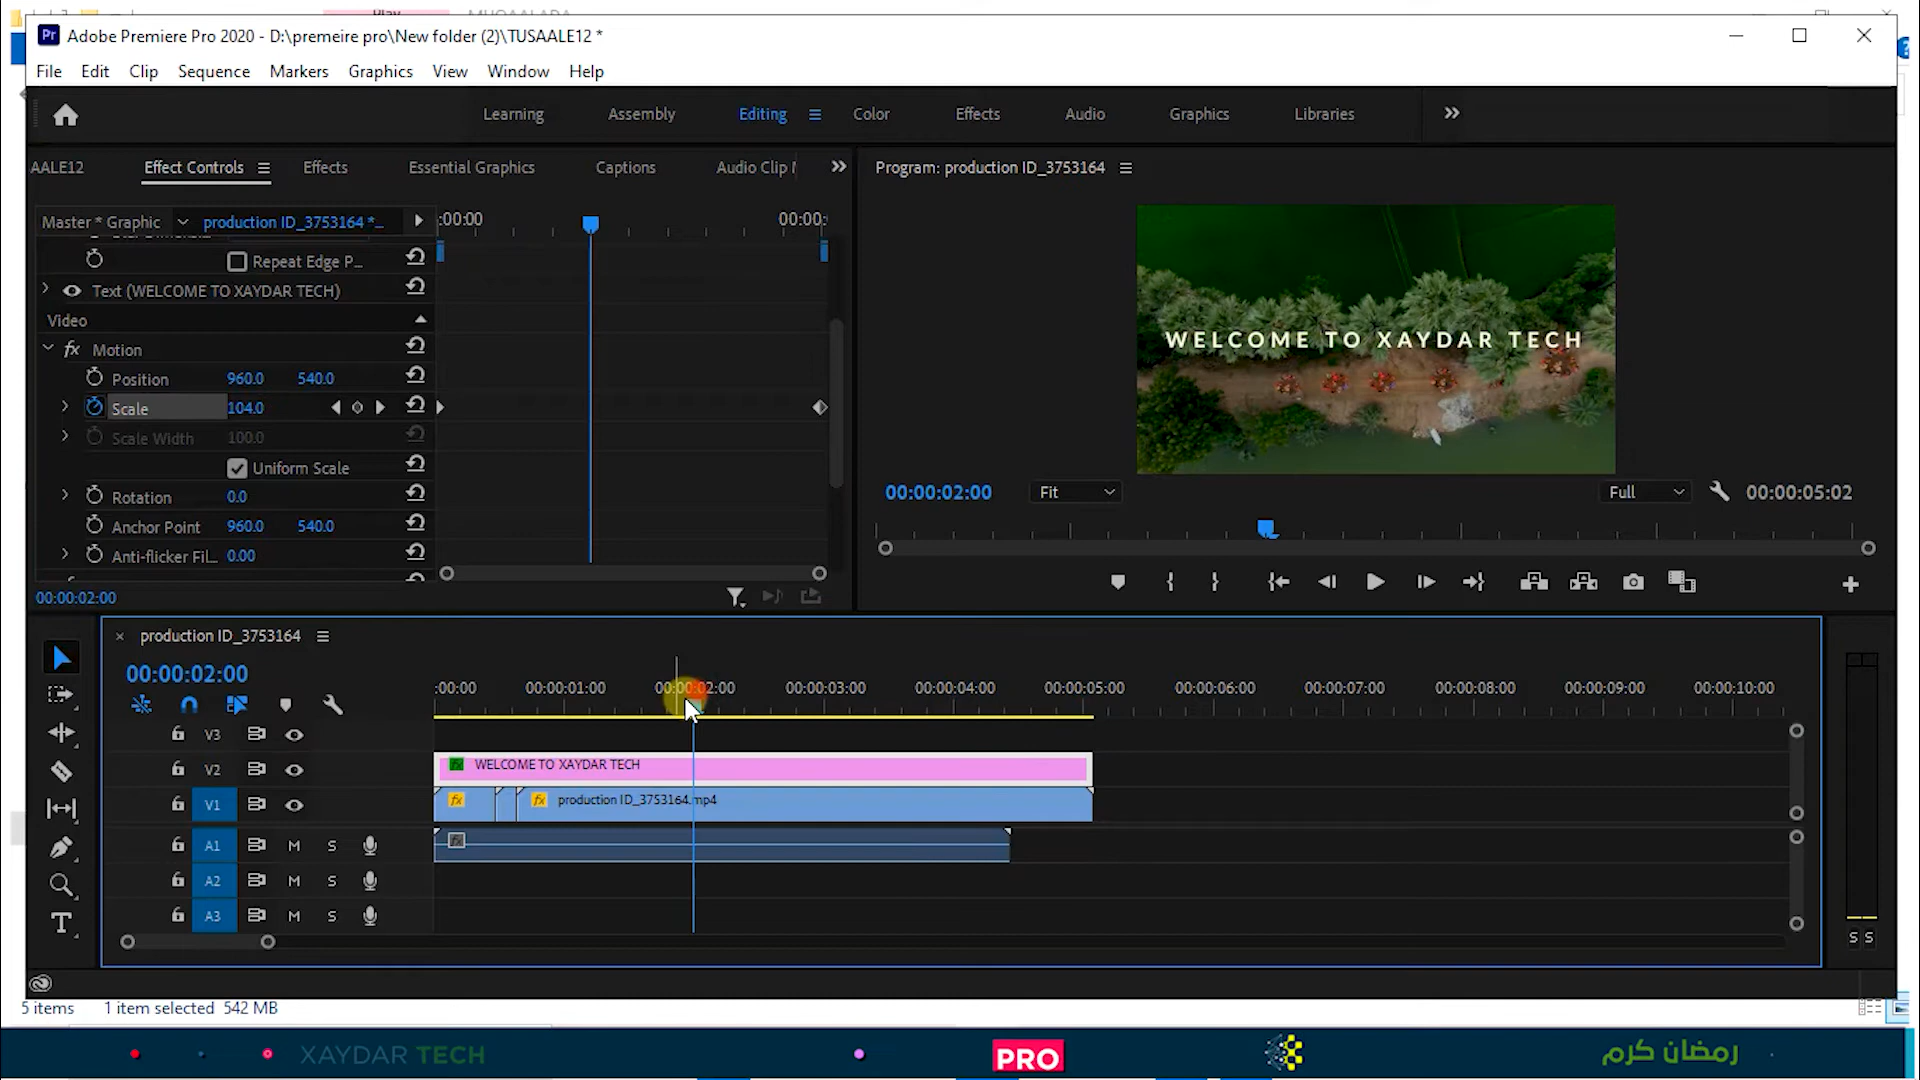 Adobe Premiere Pro 2020 - D:\premeire pro\New folder (2)\TUSAALE12 *
File Edit Clip Sequence Markers Graphics View Window Help
Learning Assembly Editing Color Effects Audio Graphics Libraries
AALE12 Effect Controls Effects Essential Graphics Captions Audio Clip
Program: production ID_3753164
Master * Graphic production ID_3753164 *...
:00:00 00:00:
Repeat Edge P...
Text (WELCOME TO XAYDAR TECH)
Video
fx Motion
Position 960.0 540.0
Scale 104.0
Scale Width 100.0
Uniform Scale
Rotation 0.0
Anchor Point 960.0 540.0
Anti-flicker Fil... 0.00
00:00:02:00
WELCOME TO XAYDAR TECH
00:00:02:00 Fit Full 00:00:05:02
production ID_3753164
00:00:02:00
:00:00 00:00:01:00 00:00:02:00 00:00:03:00 00:00:04:00 00:00:05:00 00:00:06:00 00:00:07:00 00:00:08:00 00:00:09:00 00:00:10:00
V3
V2 fx WELCOME TO XAYDAR TECH
V1 fx fx production ID_3753164.mp4
A1 M S fx
A2 M S
A3 M S
S S
5 items 1 item selected 542 MB
XAYDAR TECH PRO رمضان كرم